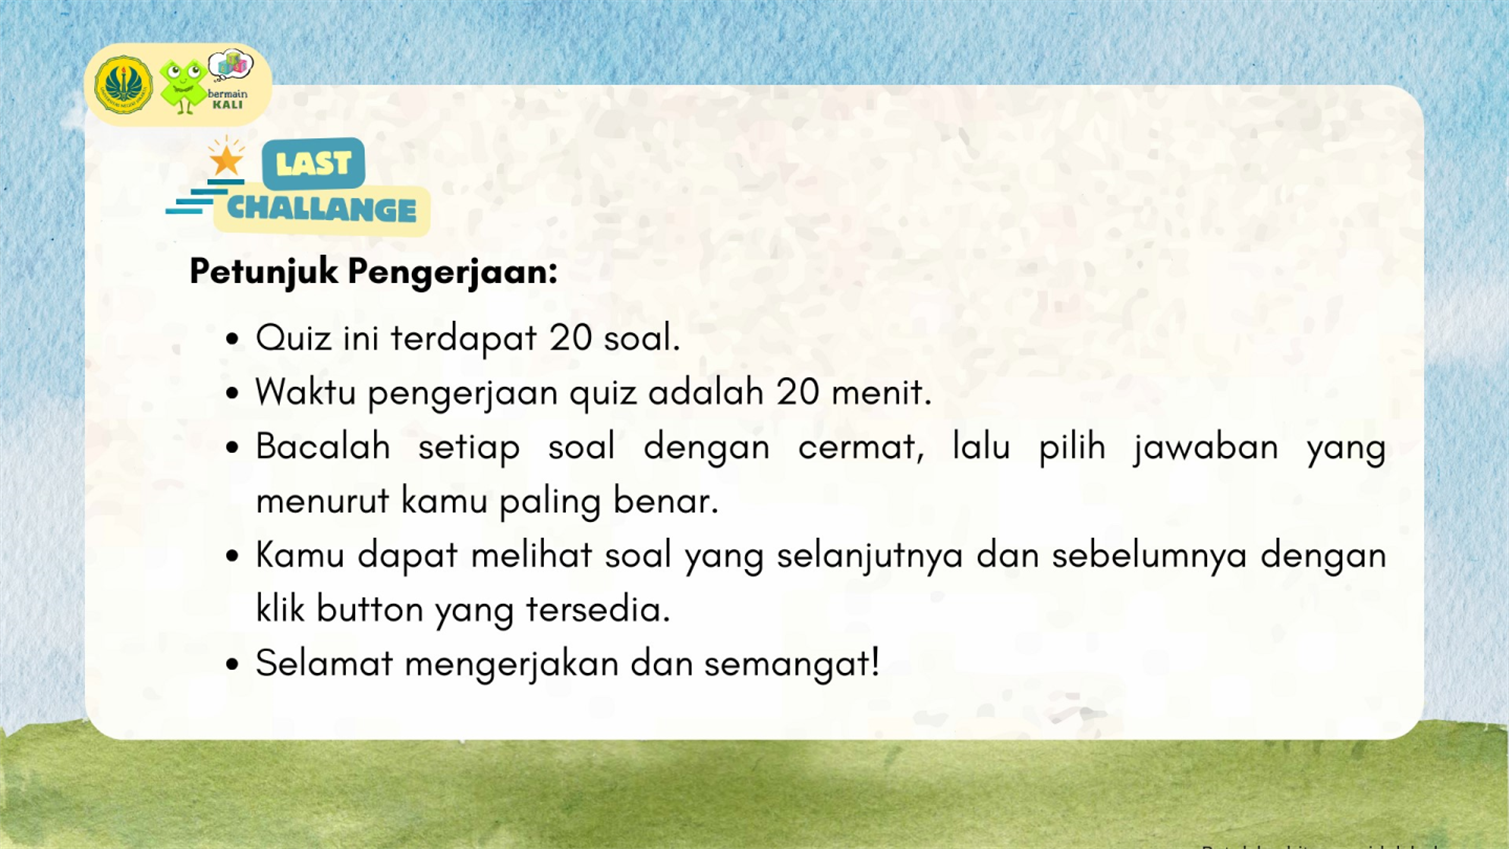 bermain
KALI
LAST
CHALLANGE
Petunjuk Pengerjaan:
• Quiz ini terdapat 20 soal.
• Waktu pengerjaan quiz adalah 20 menit.
• Bacalah setiap soal dengan cermat, lalu pilih jawaban yang
menurut kamu paling benar.
• Kamu dapat melihat soal yang selanjutnya dan sebelumnya dengan
klik button yang tersedia.
• Selamat mengerjakan dan semangat!